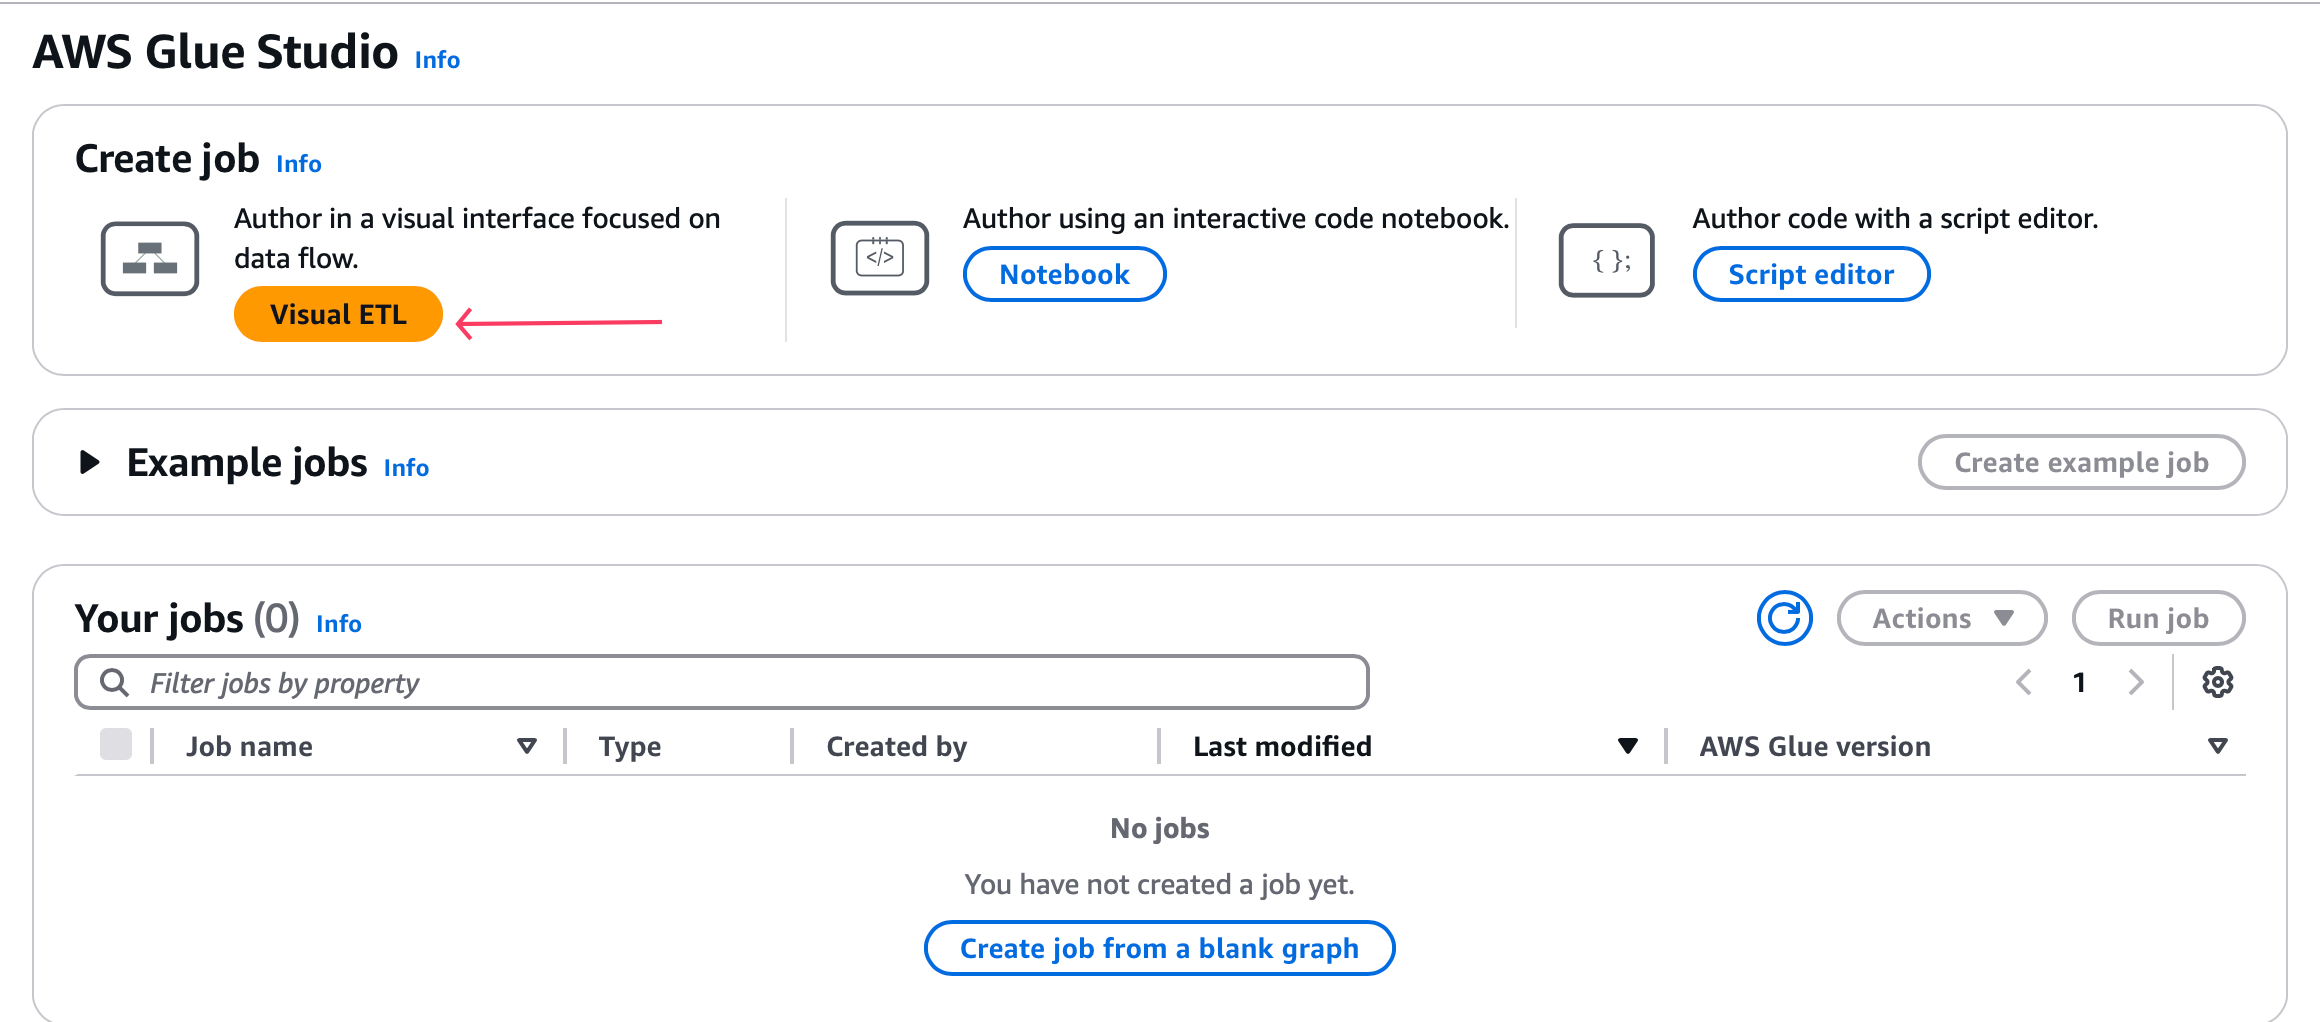 AWS Glue Studio Info
Create job Info
Author in a visual interface focused on
data flow.
Visual ETL
</>
Author using an interactive code notebook.
Notebook
{ };
Author code with a script editor.
Script editor
Example jobs Info
Create example job
Your jobs (0) Info
Actions
Run job
Filter jobs by property
1
Job name Type Created by Last modified AWS Glue version
No jobs
You have not created a job yet.
Create job from a blank graph